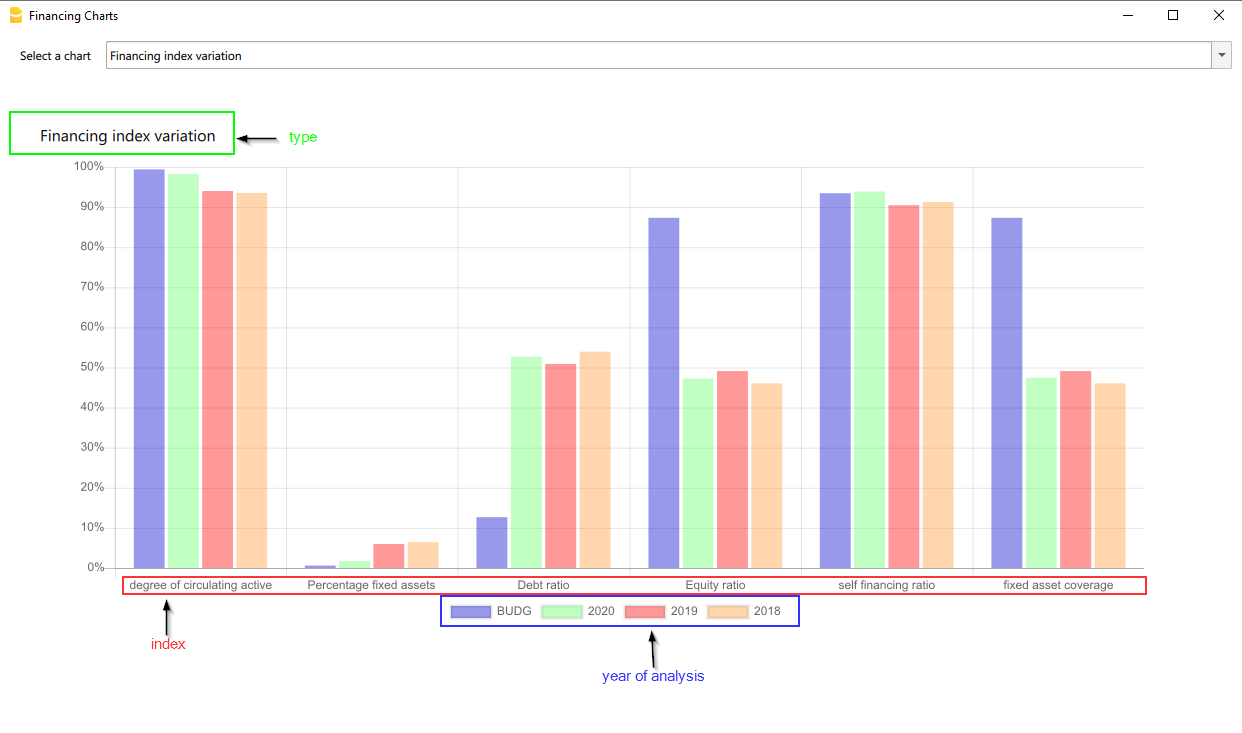 Financing Charts
Select a chart Financing index variation
Financing index variation
type
100%
90%
80%
70%
60%
50%
40%
30%
20%
10%
0%
degree of circulating active Percentage fixed assets Debt ratio Equity ratio self financing ratio fixed asset coverage
BUDG 2020 2019 2018
index
year of analysis